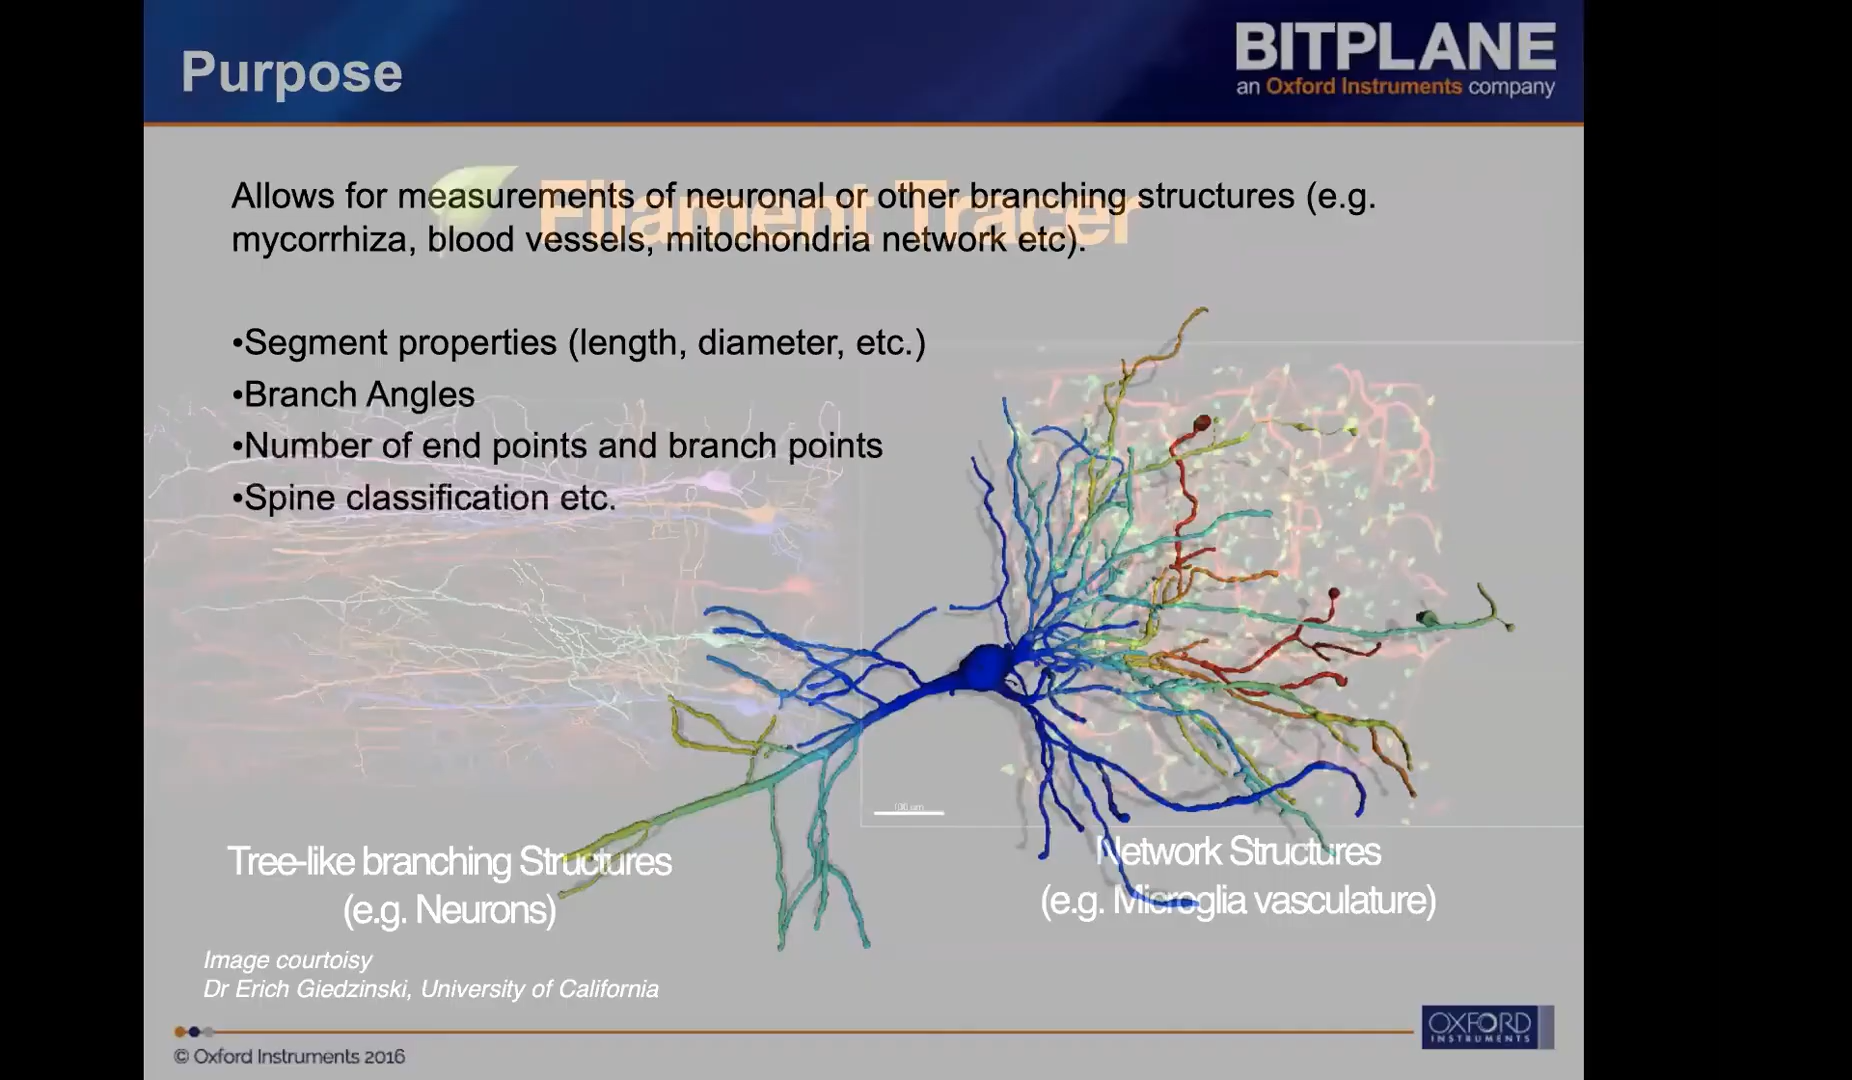 Purpose
BITPLANE
an Oxford Instruments company
Filament Tracer
Allows for measurements of neuronal or other branching structures (e.g.
mycorrhiza, blood vessels, mitochondria network etc).
•Segment properties (length, diameter, etc.)
•Branch Angles
•Number of end points and branch points
•Spine classification etc.
100 um
Tree-like branching Structures
(e.g. Neurons)
Network Structures
(e.g. Microglia vasculature)
Image courtoisy
Dr Erich Giedzinski, University of California
© Oxford Instruments 2016
OXFORD
INSTRUMENTS